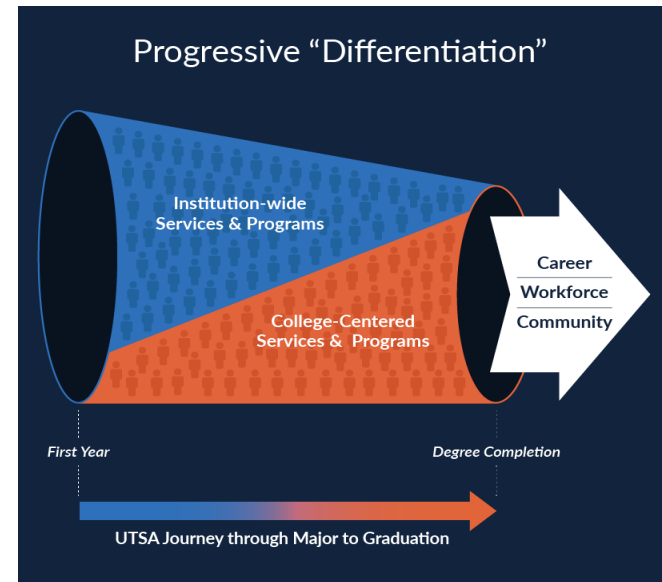 Progressive “Differentiation”
Institution-wide
Services & Programs
College-Centered
Services & Programs
Career
Workforce
Community
First Year
Degree Completion
UTSA Journey through Major to Graduation